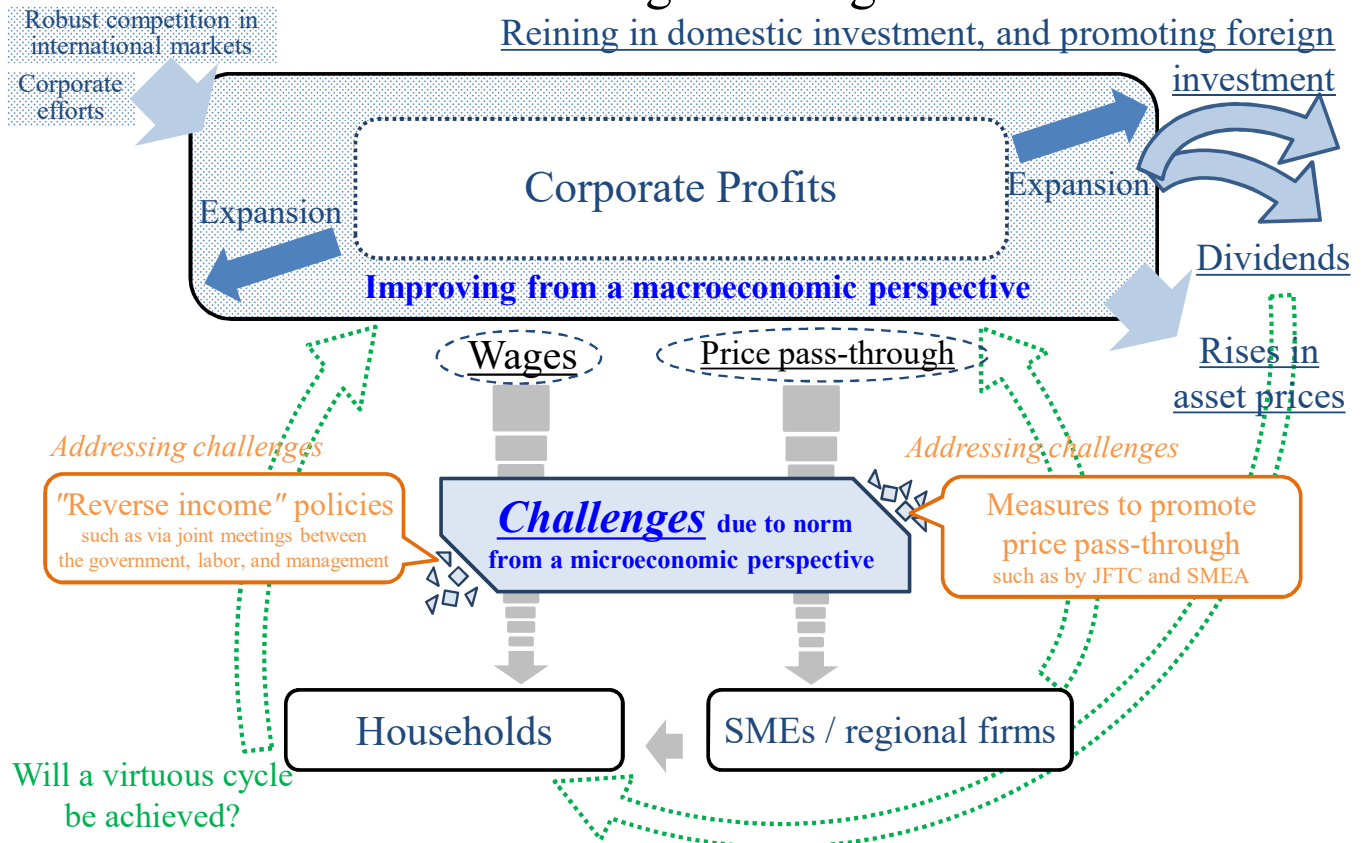 Robust competition in
international markets
Corporate
efforts
Reining in domestic investment, and promoting foreign
investment
Corporate Profits
Expansion
Expansion
Improving from a macroeconomic perspective
Dividends
Rises in
asset prices
Wages
Price pass-through
Addressing challenges
"Reverse income" policies
such as via joint meetings between
the government, labor, and management
Challenges due to norm
from a microeconomic perspective
Addressing challenges
Measures to promote
price pass-through
such as by JFTC and SMEA
Households
SMEs / regional firms
Will a virtuous cycle
be achieved?